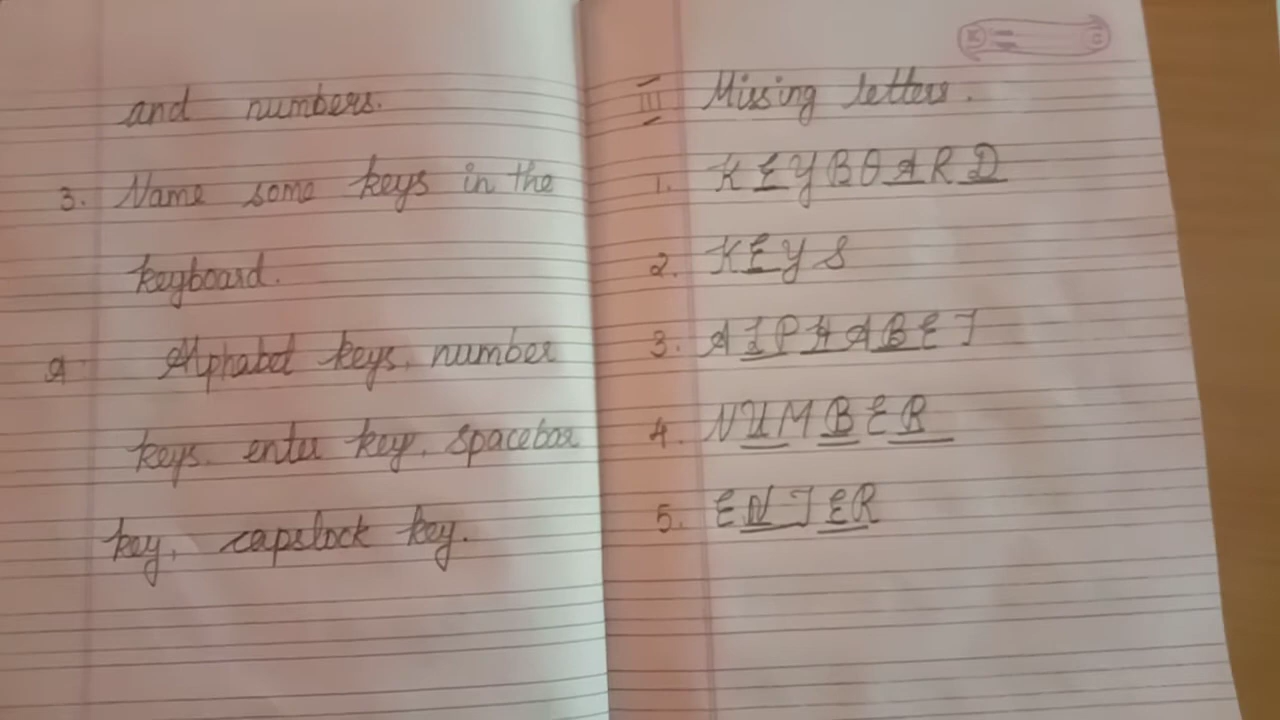 and numbers.
3. Name some keys in the
keyboard.
A Alphabet keys, number
keys, enter key, spacebar
key, capslock key.
III Missing letters.
1. KEYBOARD
2. KEYS
3. ALPHABET
4. NUMBER
5. ENTER